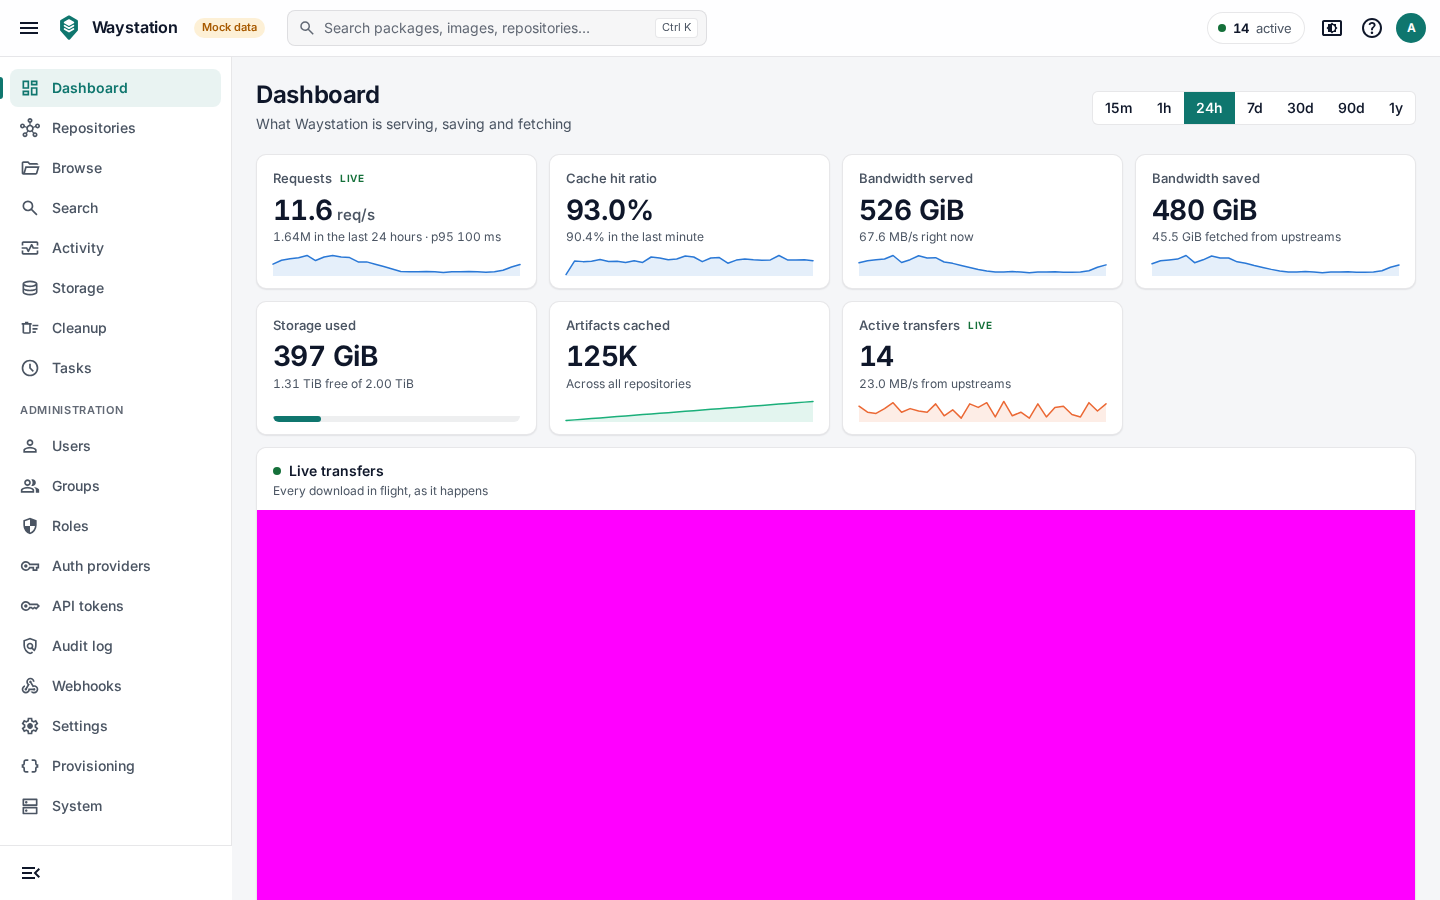 Waystation
Mock data
Search packages, images, repositories...
Ctrl K
14 active
A
Dashboard
Repositories
Browse
Search
Activity
Storage
Cleanup
Tasks
ADMINISTRATION
Users
Groups
Roles
Auth providers
API tokens
Audit log
Webhooks
Settings
Provisioning
System
Dashboard
What Waystation is serving, saving and fetching
15m 1h 24h 7d 30d 90d 1y
Requests LIVE
11.6 req/s
1.64M in the last 24 hours · p95 100 ms
Cache hit ratio
93.0%
90.4% in the last minute
Bandwidth served
526 GiB
67.6 MB/s right now
Bandwidth saved
480 GiB
45.5 GiB fetched from upstreams
Storage used
397 GiB
1.31 TiB free of 2.00 TiB
Artifacts cached
125K
Across all repositories
Active transfers LIVE
14
23.0 MB/s from upstreams
Live transfers
Every download in flight, as it happens